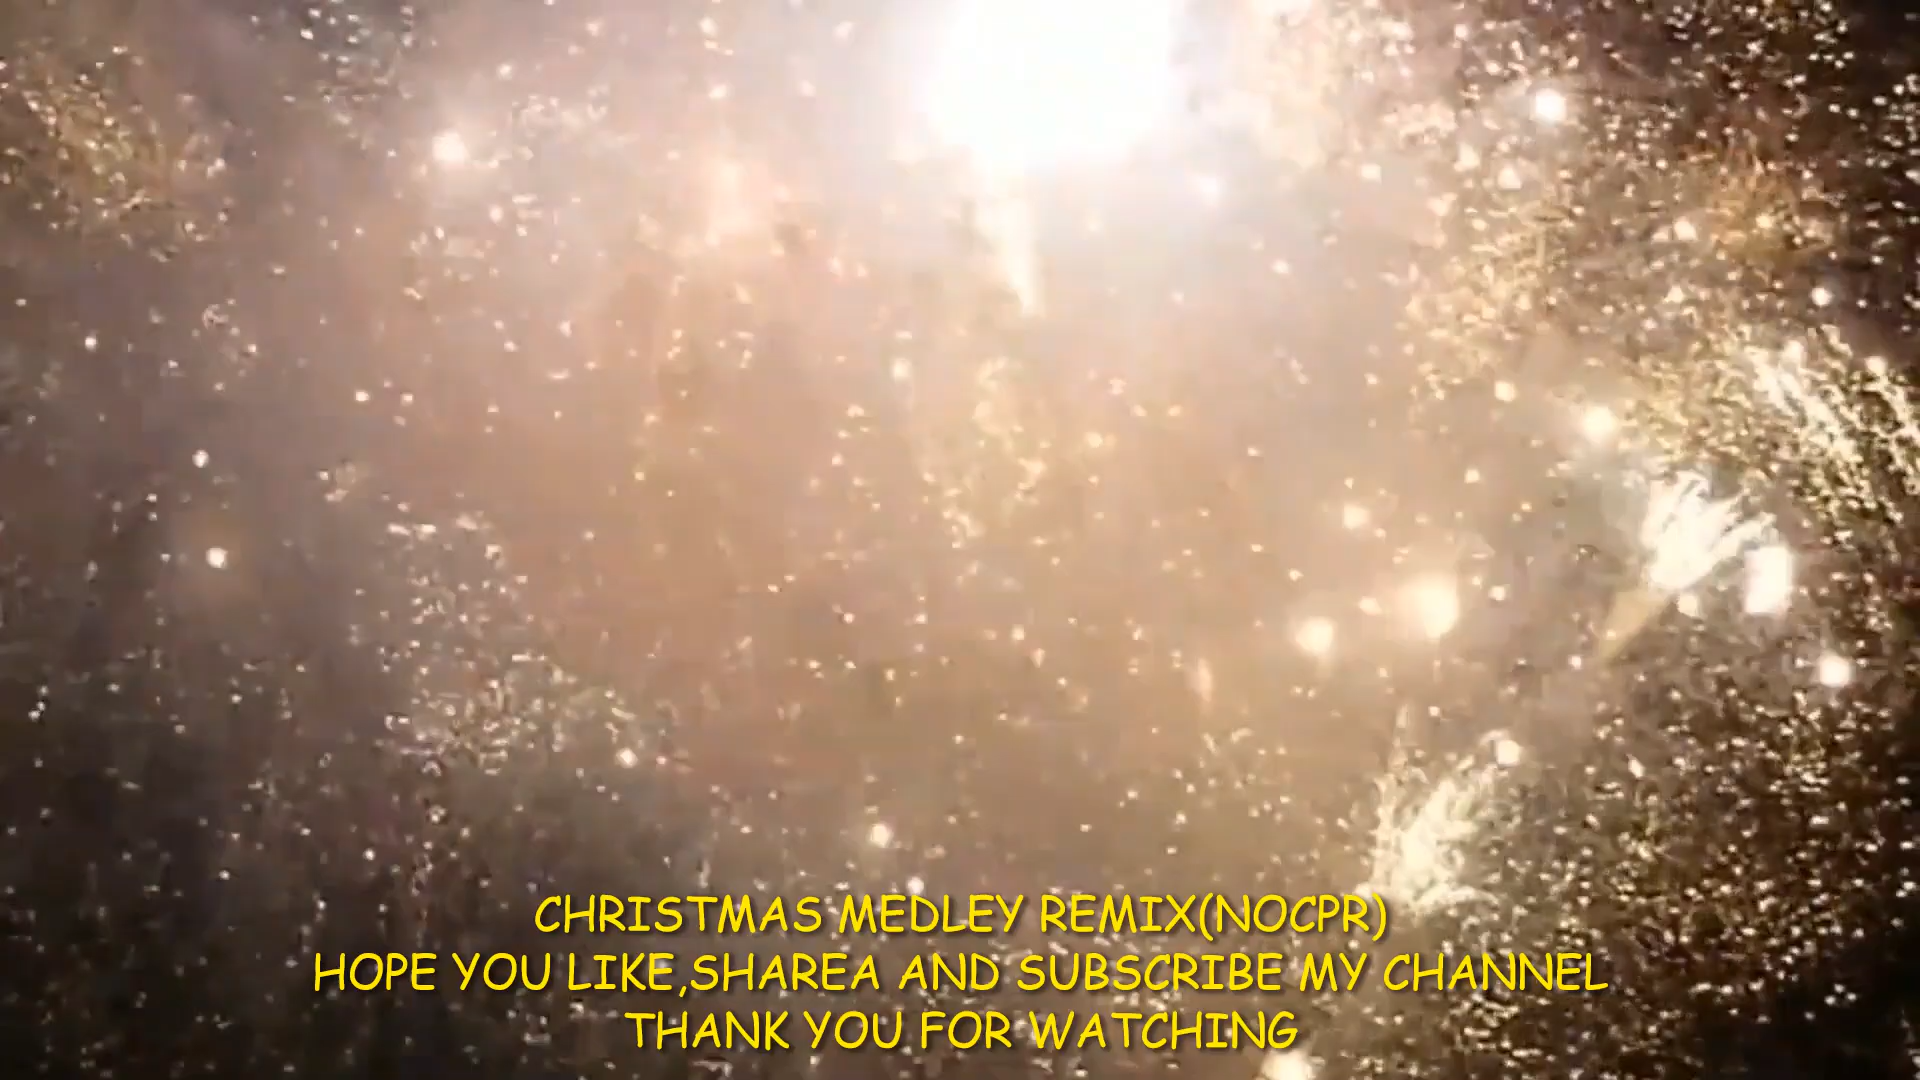 CHRISTMAS MEDLEY REMIX(NOCPR)
HOPE YOU LIKE,SHAREA AND SUBSCRIBE MY CHANNEL
THANK YOU FOR WATCHING